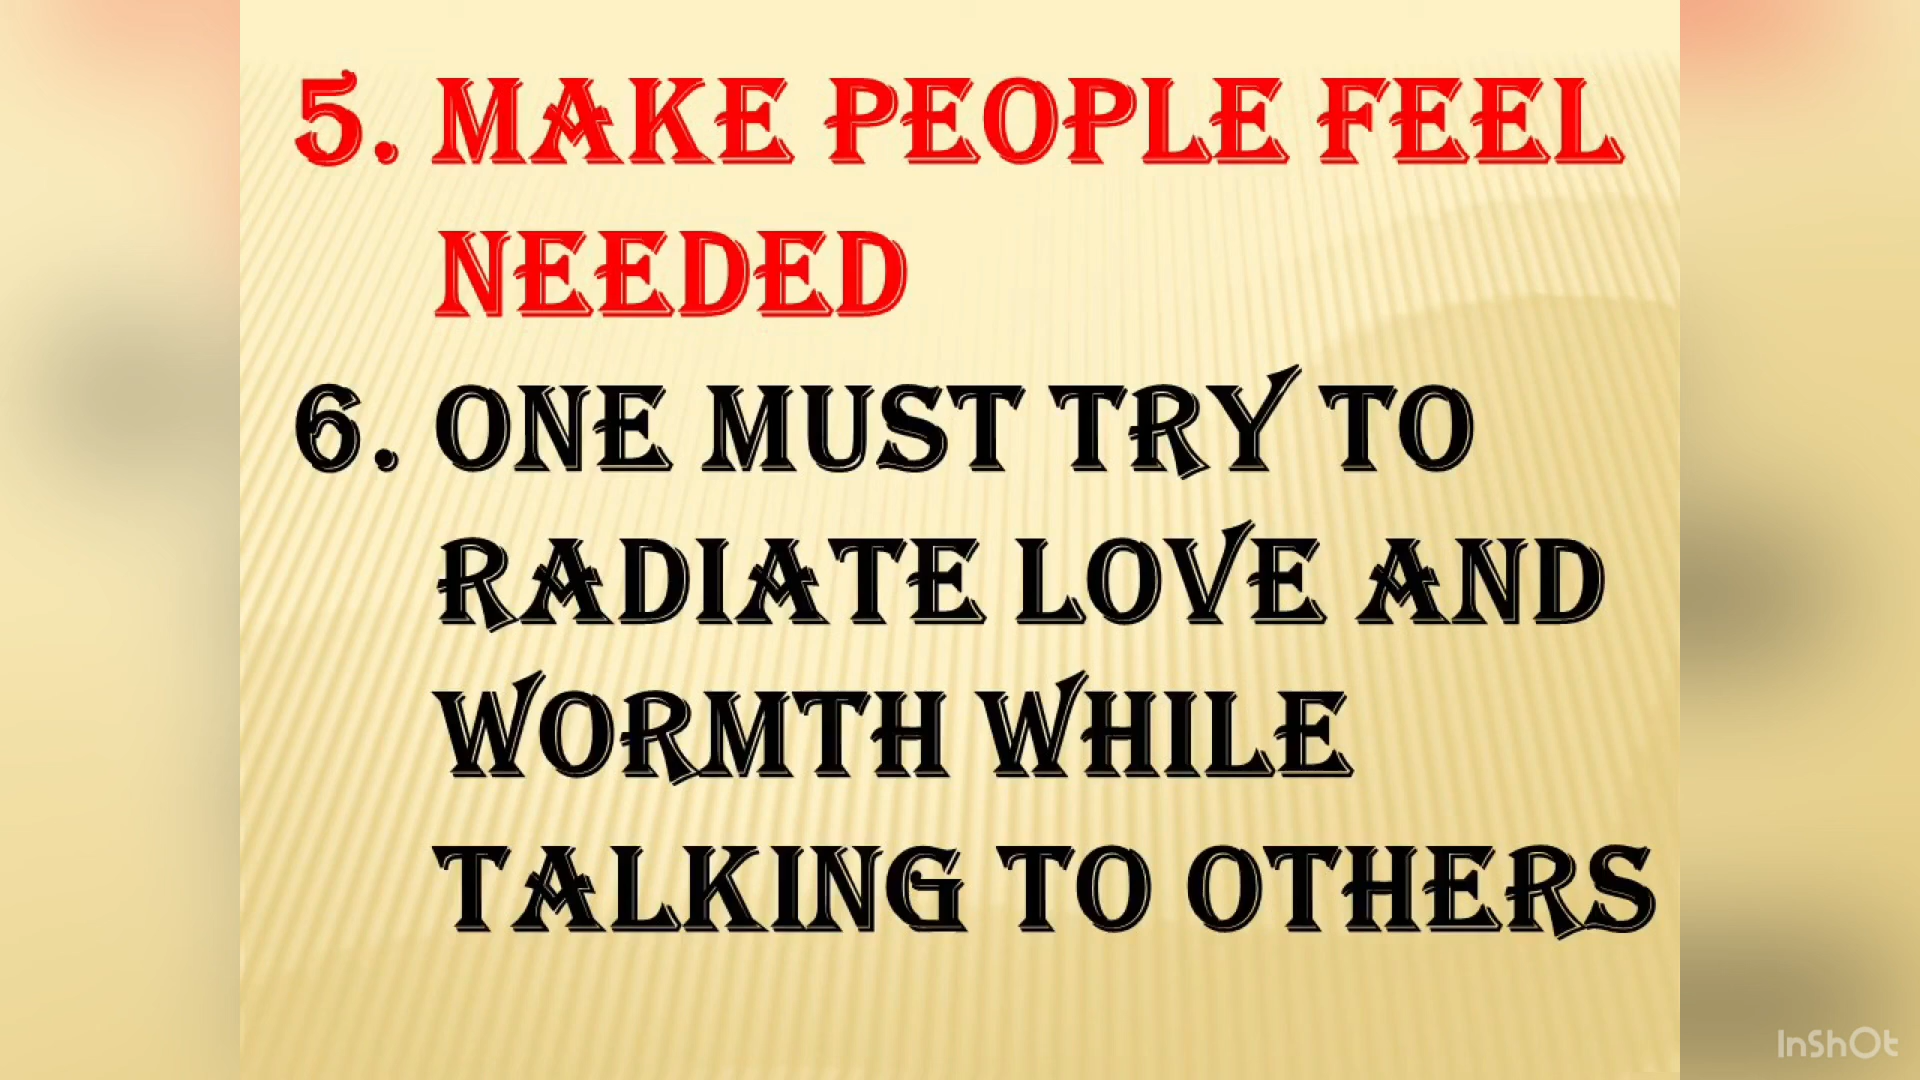 5. MAKE PEOPLE FEEL
NEEDED
6. ONE MUST TRY TO
RADIATE LOVE AND
WORMTH WHILE
TALKING TO OTHERS
InShOt